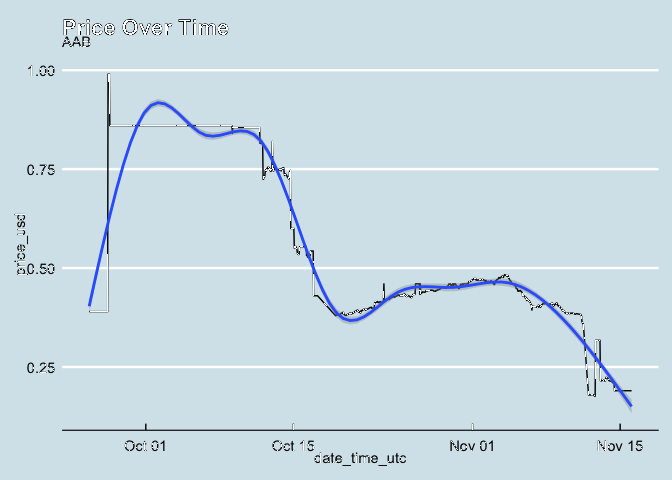 Price Over Time
AAB
1.00
0.75
0.50
0.25
price_usd
Oct 01
Oct 15
Nov 01
Nov 15
date_time_utc